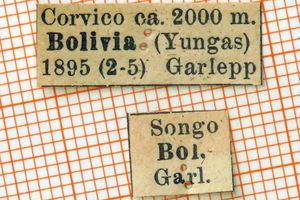 Corvico ca. 2000 m.
Bolivia (Yungas)
1895 (2-5) Garlepp
Songo
Bol.
Garl.